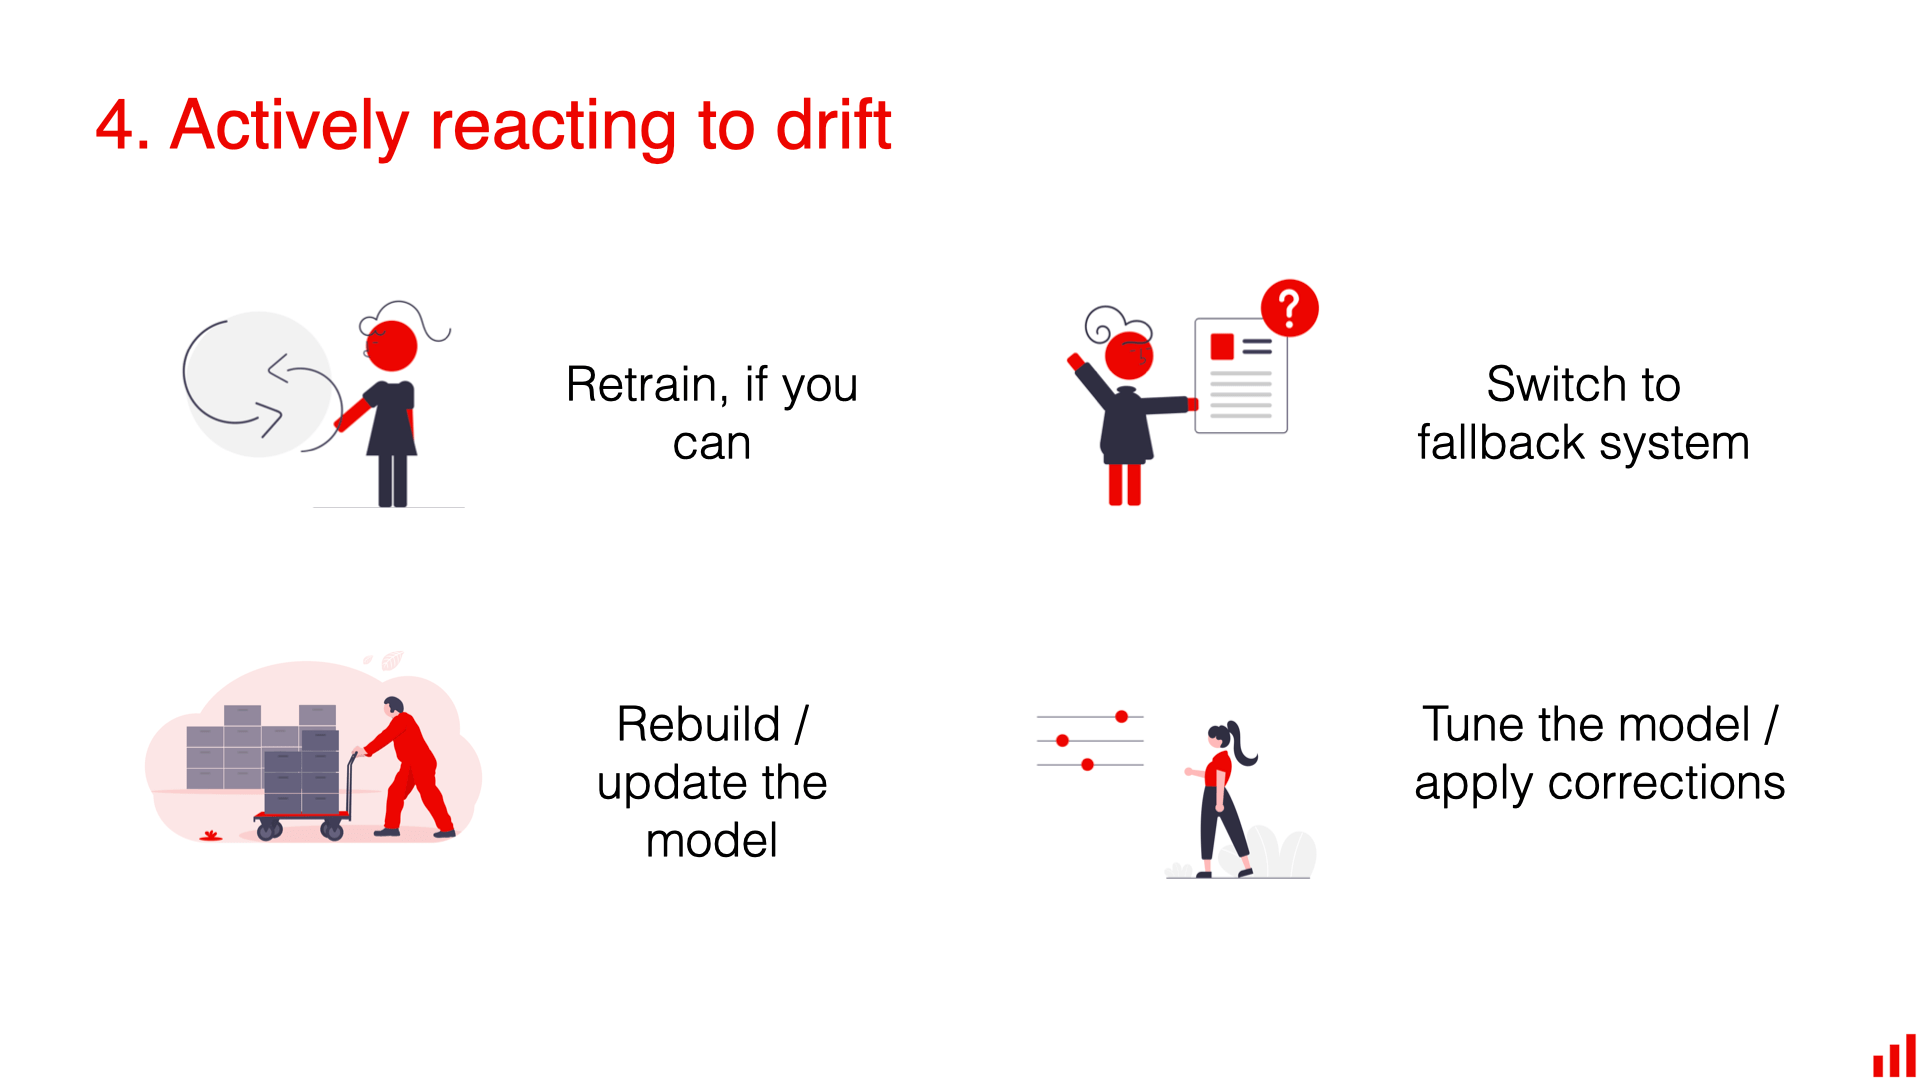 4. Actively reacting to drift
Retrain, if you
can
?
Switch to
fallback system
Rebuild /
update the
model
Tune the model /
apply corrections